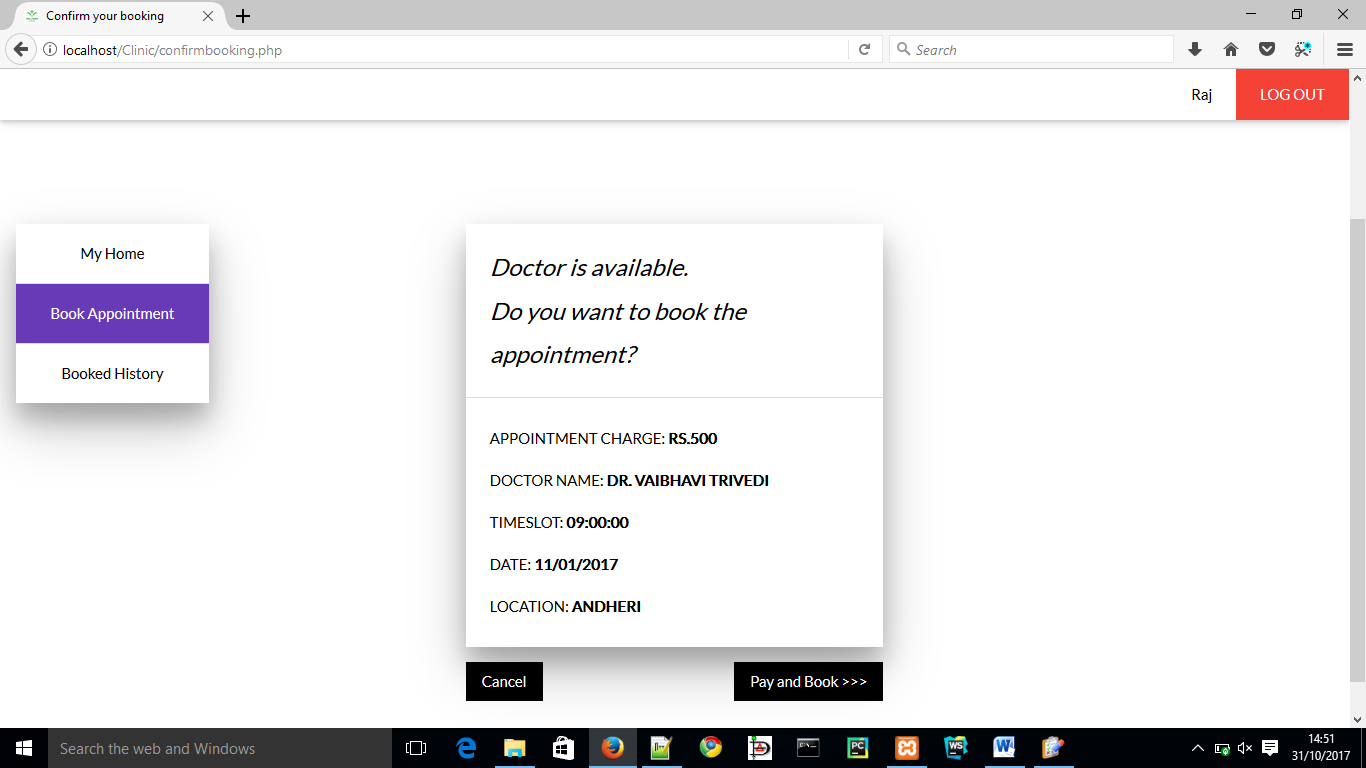 Confirm your booking
localhost/Clinic/confirmbooking.php
Search
Raj
LOG OUT
My Home
Book Appointment
Booked History
Doctor is available.
Do you want to book the
appointment?
APPOINTMENT CHARGE: RS.500
DOCTOR NAME: DR. VAIBHAVI TRIVEDI
TIMESLOT: 09:00:00
DATE: 11/01/2017
LOCATION: ANDHERI
Cancel
Pay and Book >>>
Search the web and Windows
PC
WS
14:51
31/10/2017